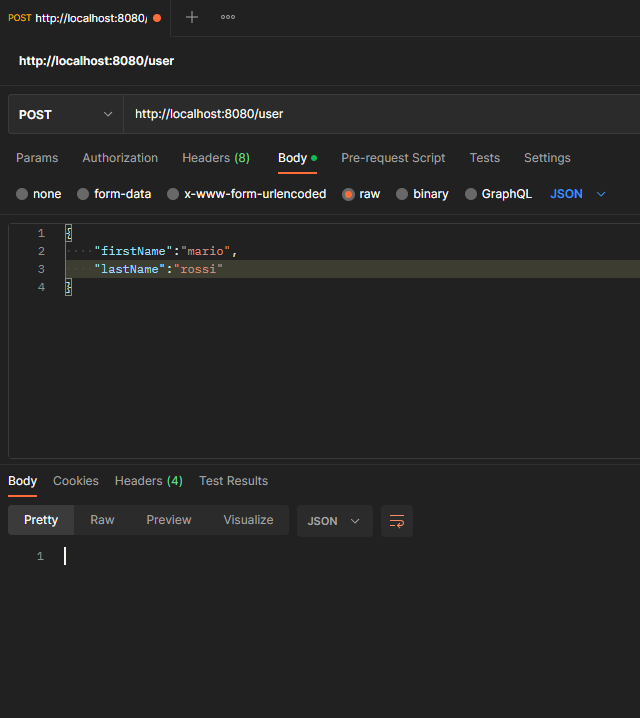 POST http://localhost:8080/
http://localhost:8080/user
POST http://localhost:8080/user
Params Authorization Headers (8) Body Pre-request Script Tests Settings
none form-data x-www-form-urlencoded raw binary GraphQL JSON
1 {
2 "firstName":"mario",
3 "lastName":"rossi"
4 }
Body Cookies Headers (4) Test Results
Pretty Raw Preview Visualize JSON
1